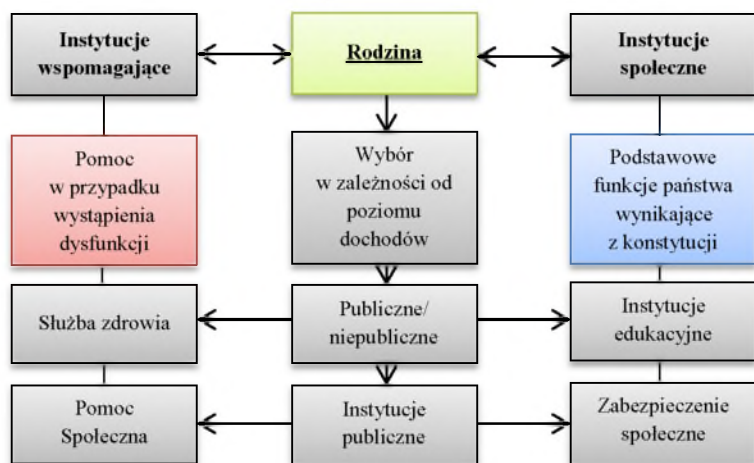 Instytucje
wspomagające
Rodzina
Instytucje
społeczne
Pomoc
w przypadku
wystąpienia
dysfunkcji
Wybór
w zależności od
poziomu
dochodów
Podstawowe
funkcje państwa
wynikające
z konstytucji
Służba zdrowia
Publiczne/
niepubliczne
Instytucje
edukacyjne
Pomoc
Społeczna
Instytucje
publiczne
Zabezpieczenie
społeczne